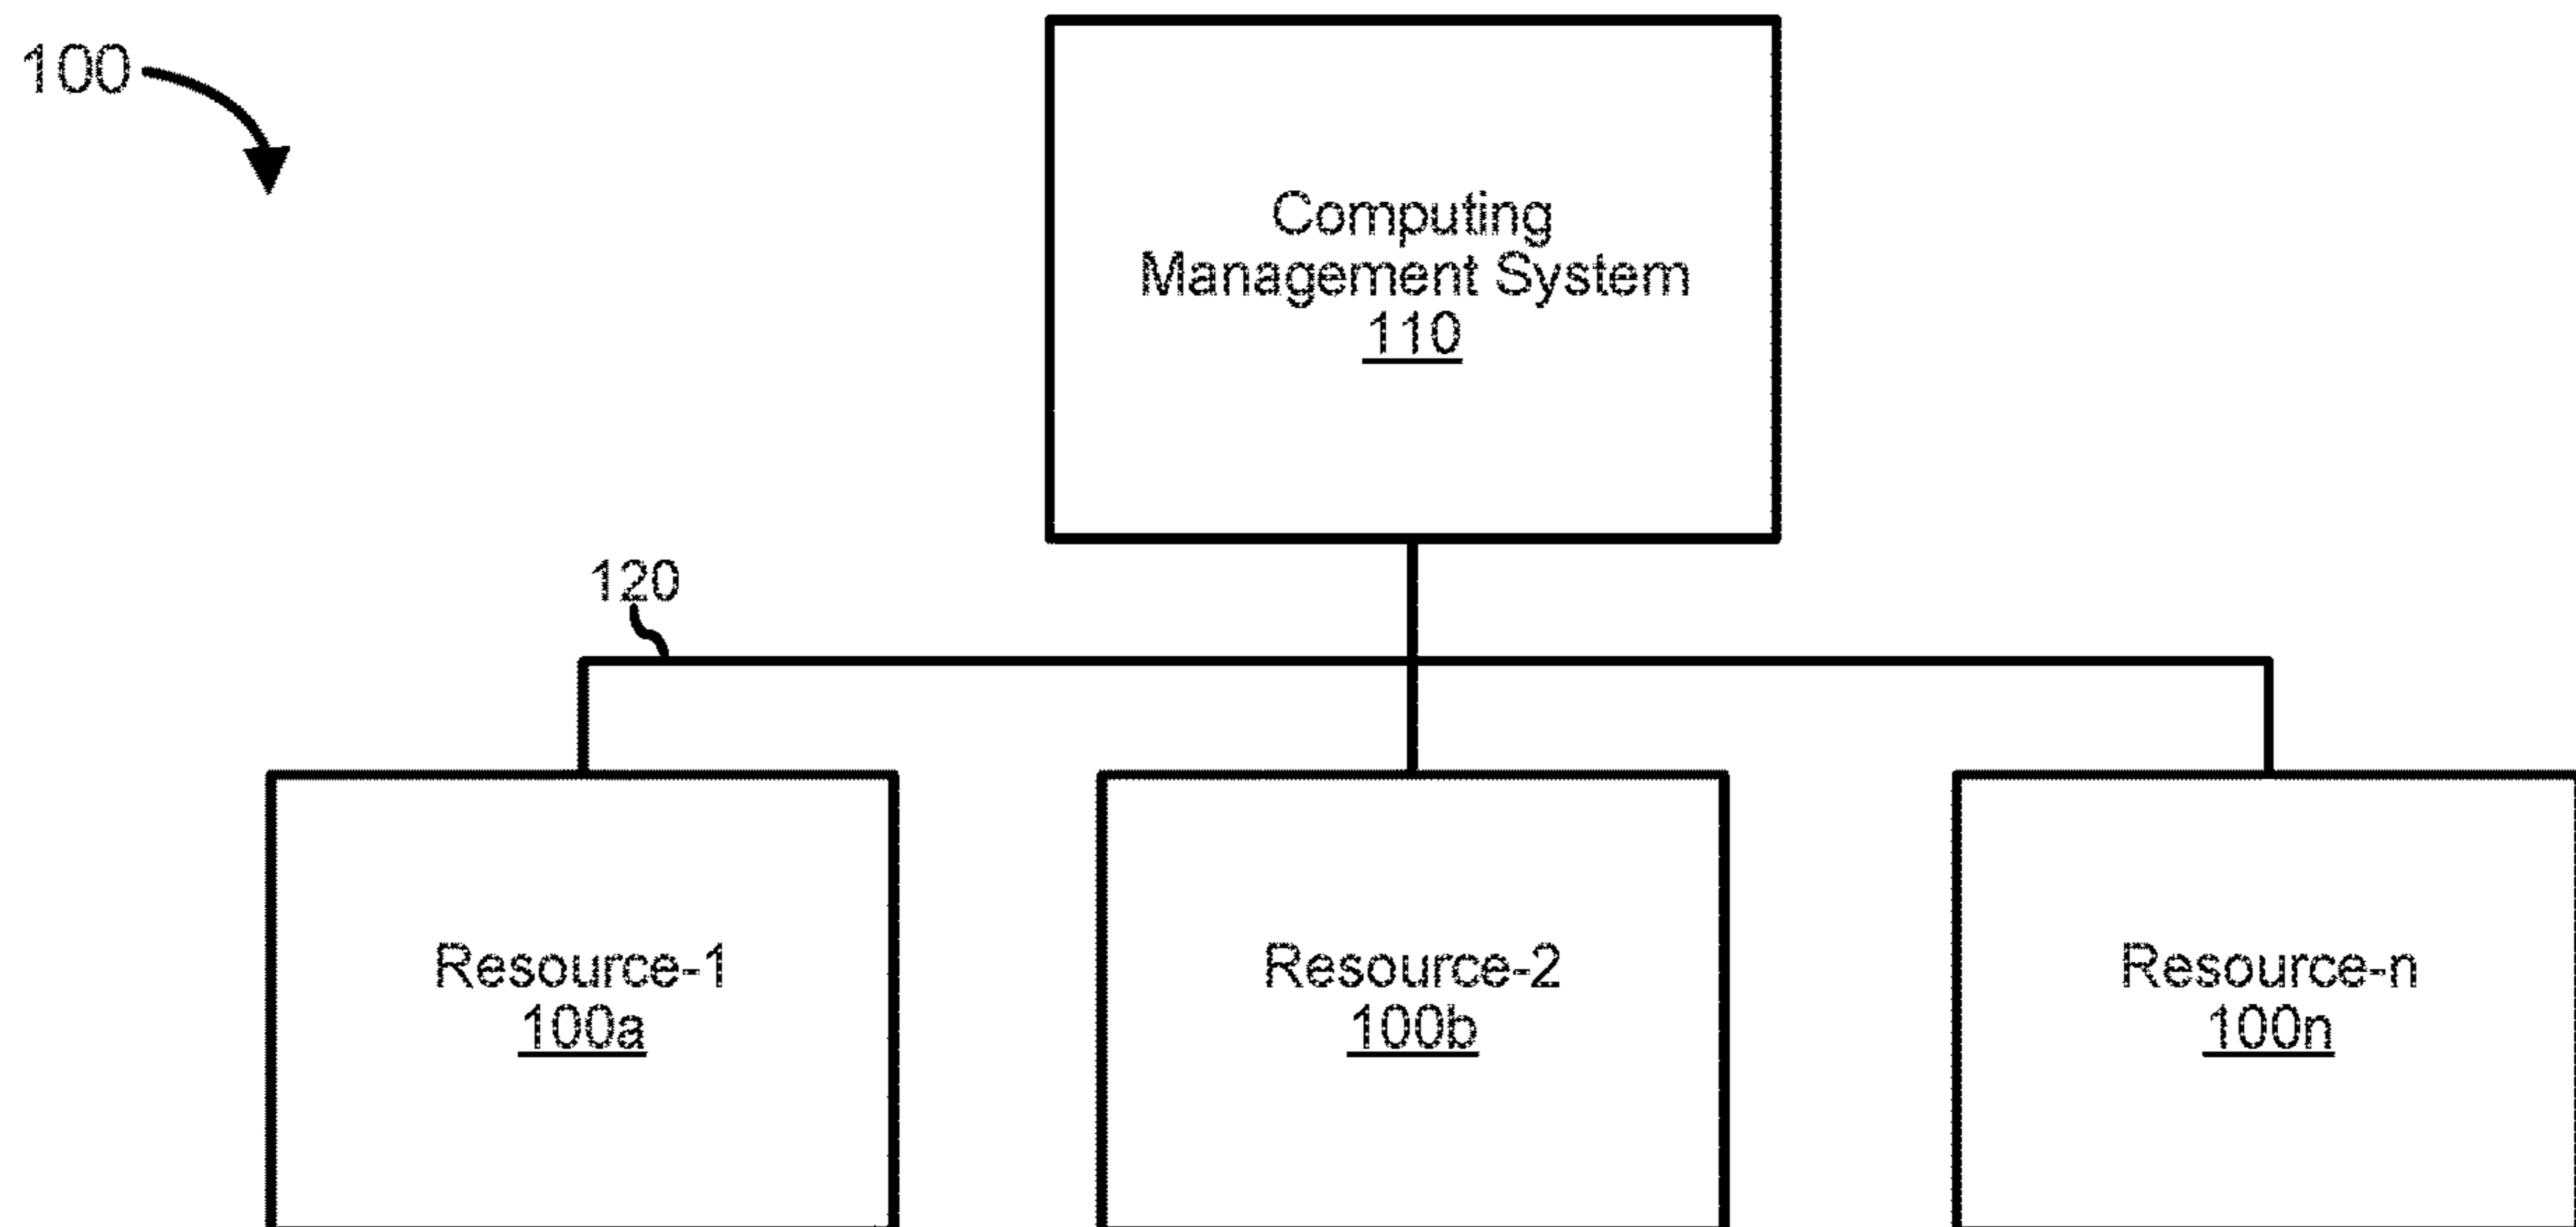 100
Computing
Management System
110
120
Resource-1
100a
Resource-2
100b
Resource-n
100n